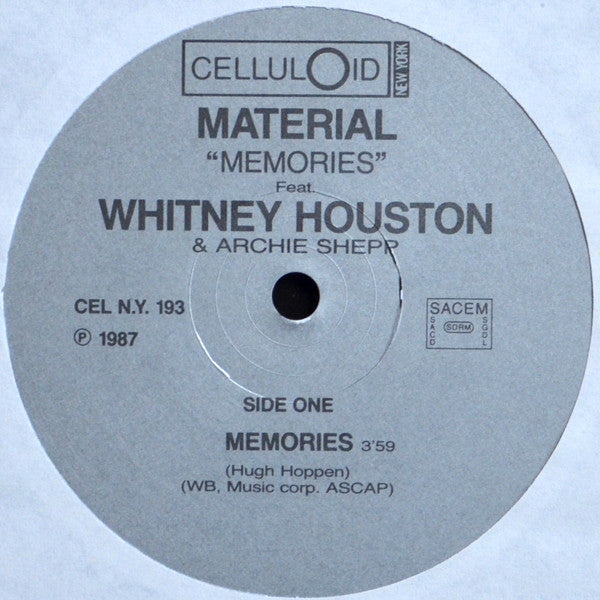 CELLULOID
NEW YORK
MATERIAL
“MEMORIES”
Feat.
WHITNEY HOUSTON
& ARCHIE SHEPP
CEL N.Y. 193
℗ 1987
SACEM
SACD
SDRM
SGDL
SIDE ONE
MEMORIES 3'59
(Hugh Hoppen)
(WB, Music corp. ASCAP)